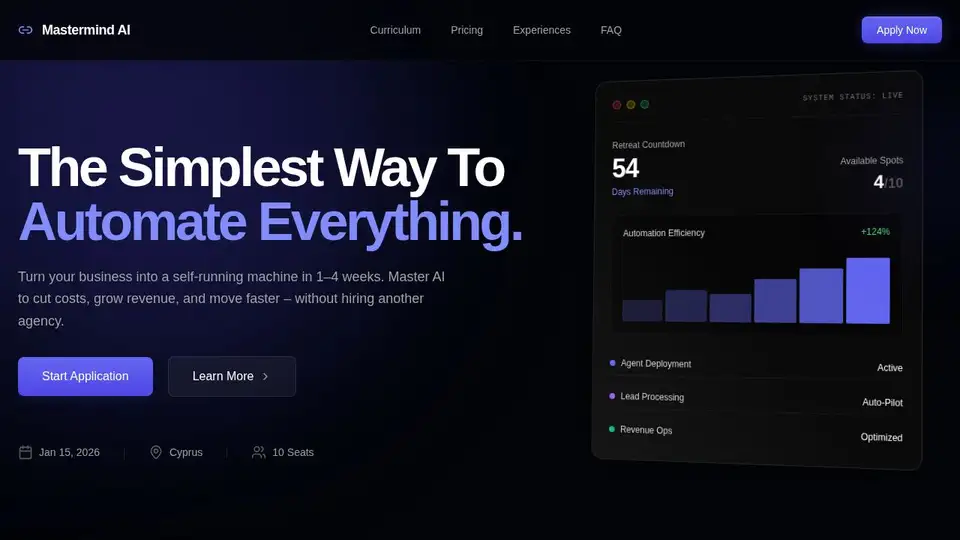 Mastermind AI
Curriculum
Pricing
Experiences
FAQ
Apply Now
The Simplest Way To
Automate Everything.
Turn your business into a self-running machine in 1–4 weeks. Master AI
to cut costs, grow revenue, and move faster – without hiring another
agency.
Start Application
Learn More
Jan 15, 2026
Cyprus
10 Seats
SYSTEM STATUS: LIVE
Retreat Countdown
54
Days Remaining
Available Spots
4/10
Automation Efficiency
+124%
Agent Deployment
Active
Lead Processing
Auto-Pilot
Revenue Ops
Optimized